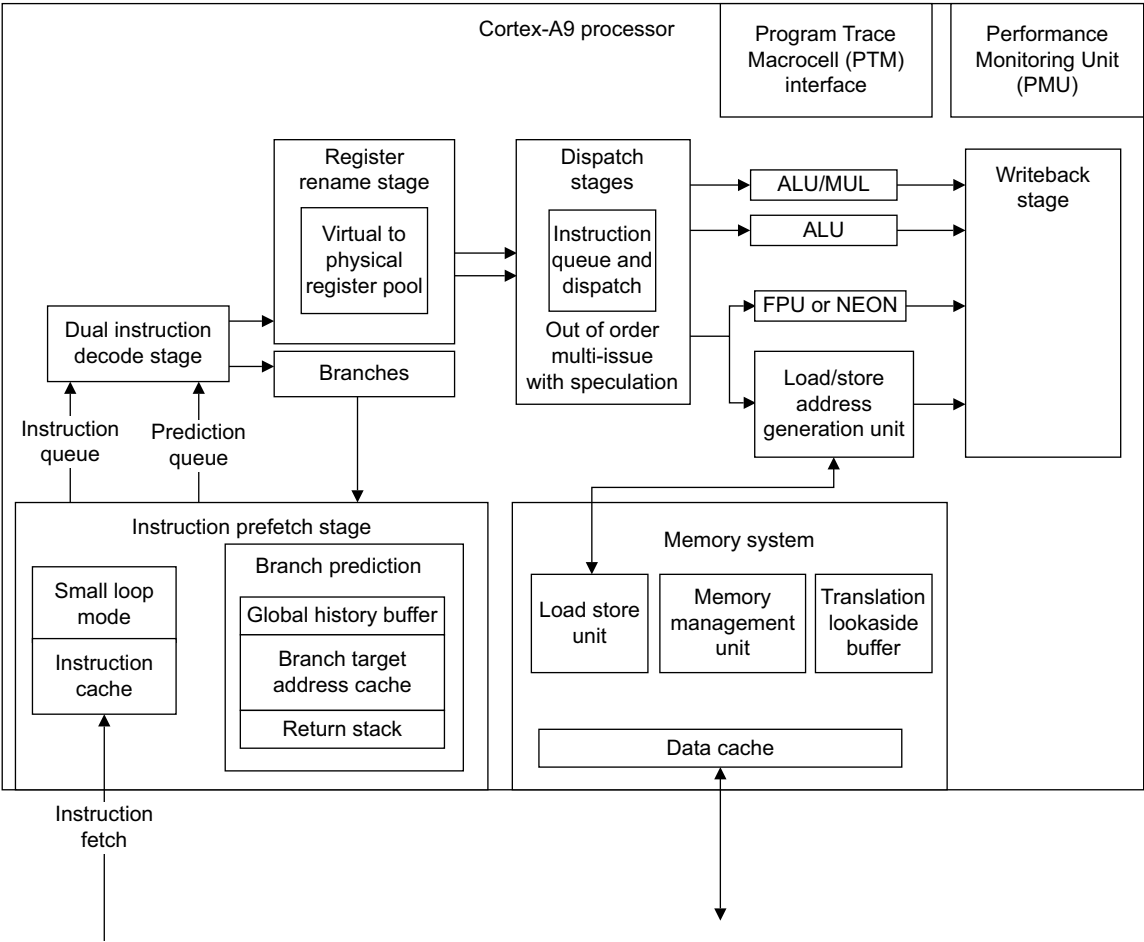 Cortex-A9 processor
Program Trace
Macrocell (PTM)
interface
Performance
Monitoring Unit
(PMU)
Register
rename stage
Virtual to
physical
register pool
Dispatch
stages
Instruction
queue and
dispatch
Out of order
multi-issue
with speculation
ALU/MUL
ALU
FPU or NEON
Load/store
address
generation unit
Writeback
stage
Dual instruction
decode stage
Branches
Instruction
queue
Prediction
queue
Instruction prefetch stage
Small loop
mode
Instruction
cache
Branch prediction
Global history buffer
Branch target
address cache
Return stack
Memory system
Load store
unit
Memory
management
unit
Translation
lookaside
buffer
Data cache
Instruction
fetch